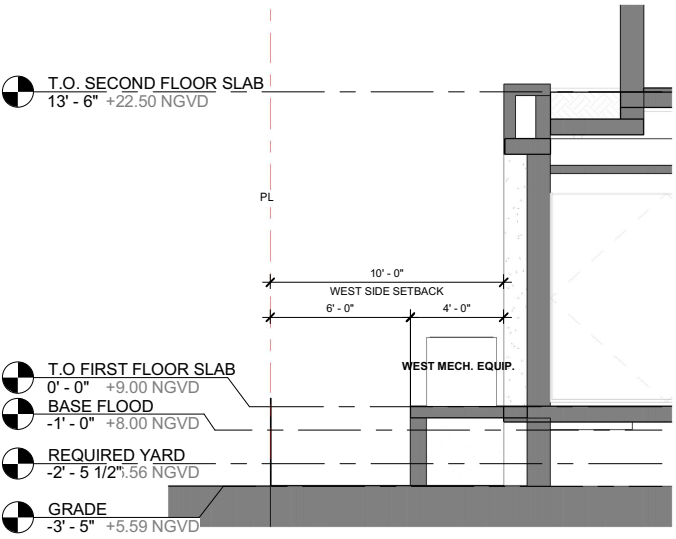 T.O. SECOND FLOOR SLAB
13' - 6" +22.50 NGVD
PL
10' - 0"
WEST SIDE SETBACK
6' - 0" 4' - 0"
WEST MECH. EQUIP.
T.O FIRST FLOOR SLAB
0' - 0" +9.00 NGVD
BASE FLOOD
-1' - 0" +8.00 NGVD
REQUIRED YARD
-2' - 5 1/2" .56 NGVD
GRADE
-3' - 5" +5.59 NGVD